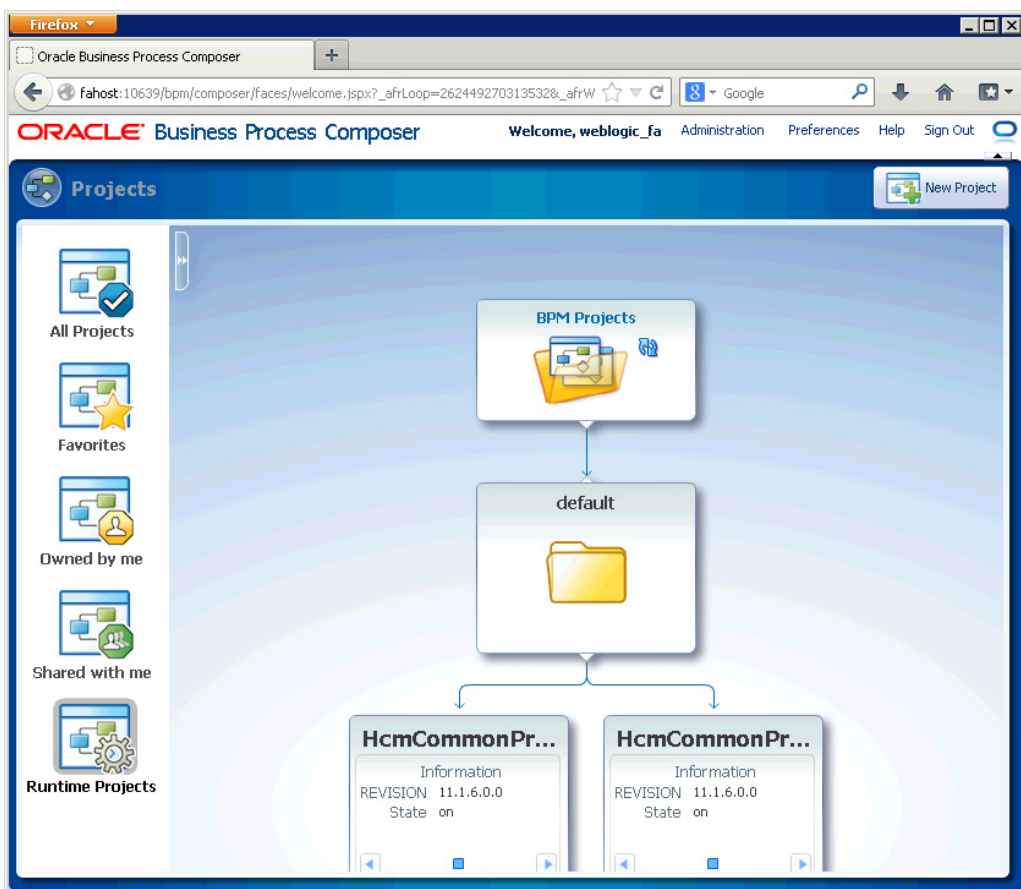 Firefox
Oracle Business Process Composer
fahost:10639/bpm/composer/faces/welcome.jspx?_afrLoop=2624492703135328&_afrW
Google
ORACLE Business Process Composer
Welcome, weblogic_fa Administration Preferences Help Sign Out
Projects
New Project
All Projects
Favorites
Owned by me
Shared with me
Runtime Projects
BPM Projects
default
HcmCommonPr...
Information
REVISION 11.1.6.0.0
State on
HcmCommonPr...
Information
REVISION 11.1.6.0.0
State on